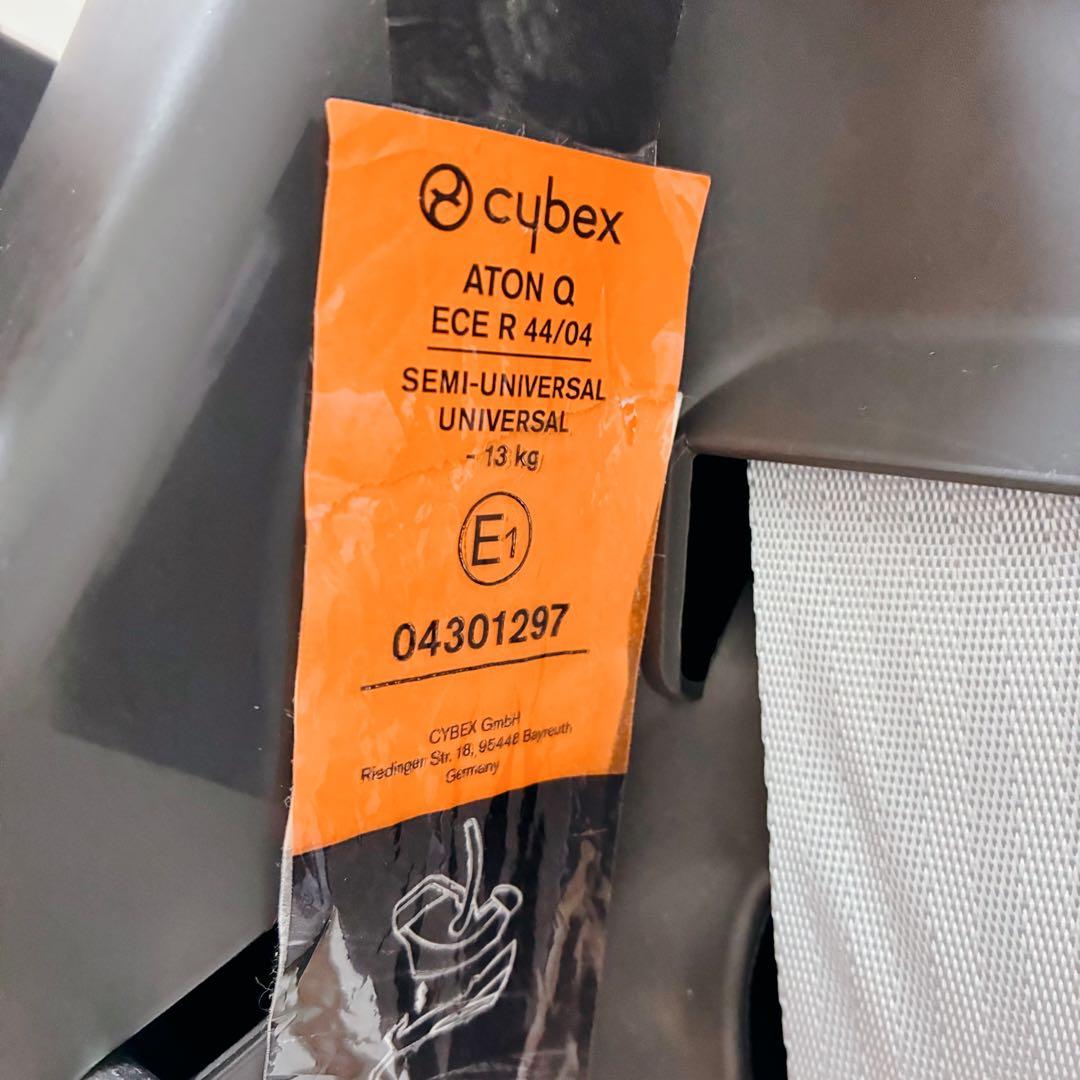 cybex
ATON Q
ECE R 44/04
SEMI-UNIVERSAL
UNIVERSAL
- 13 kg
E1
04301297
CYBEX GmbH
Riedinger Str. 18, 95448 Bayreuth
Germany